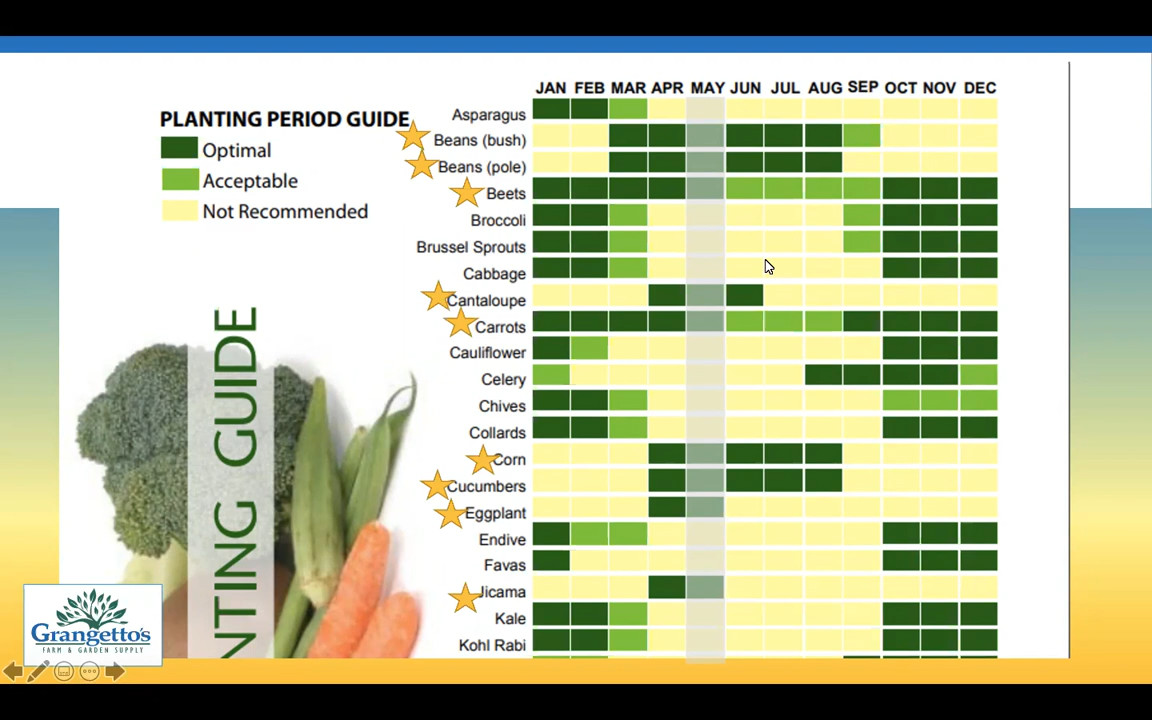 JAN FEB MAR APR MAY JUN JUL AUG SEP OCT NOV DEC
PLANTING PERIOD GUIDE
Optimal
Acceptable
Not Recommended
Asparagus
Beans (bush)
Beans (pole)
Beets
Broccoli
Brussel Sprouts
Cabbage
Cantaloupe
Carrots
Cauliflower
Celery
Chives
Collards
Corn
Cucumbers
Eggplant
Endive
Favas
Jicama
Kale
Kohl Rabi
NTING GUIDE
Grangetto's
FARM & GARDEN SUPPLY